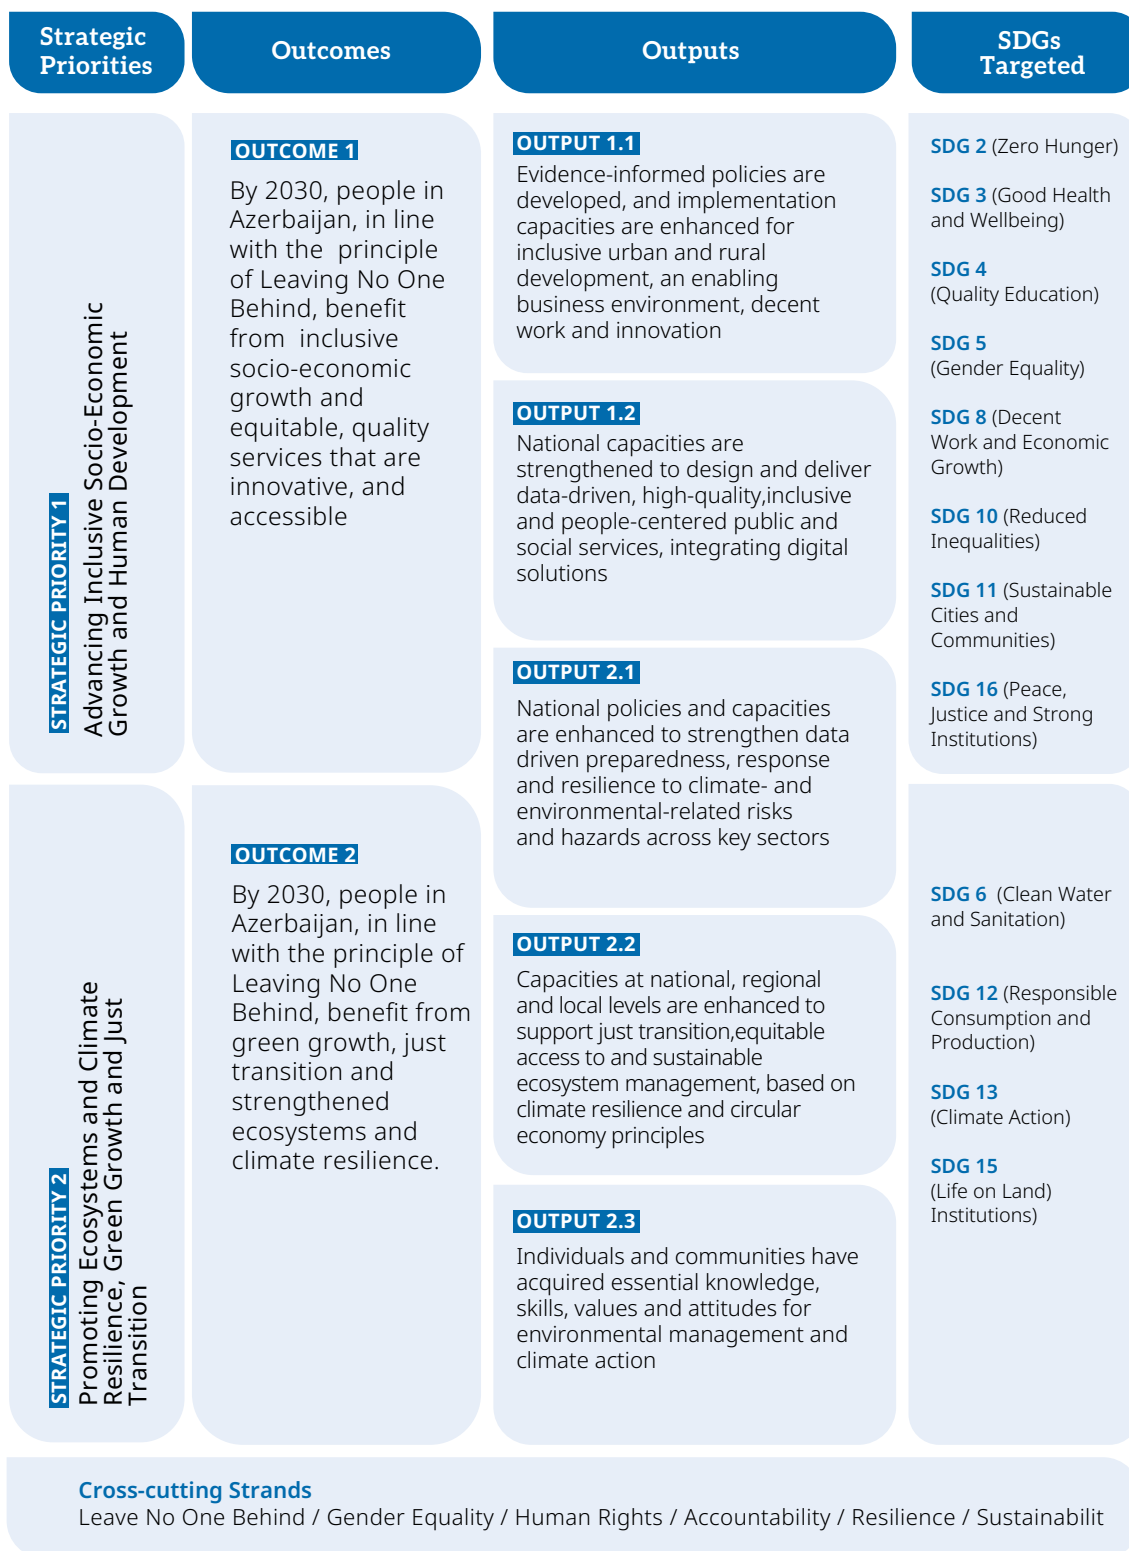 Strategic
Priorities
Outcomes
Outputs
SDGs
Targeted
STRATEGIC PRIORITY 1
Advancing Inclusive Socio-Economic
Growth and Human Development
OUTCOME 1
By 2030, people in
Azerbaijan, in line
with the principle
of Leaving No One
Behind, benefit
from inclusive
socio-economic
growth and
equitable, quality
services that are
innovative, and
accessible
OUTPUT 1.1
Evidence-informed policies are
developed, and implementation
capacities are enhanced for
inclusive urban and rural
development, an enabling
business environment, decent
work and innovation
OUTPUT 1.2
National capacities are
strengthened to design and deliver
data-driven, high-quality,inclusive
and people-centered public and
social services, integrating digital
solutions
SDG 2 (Zero Hunger)
SDG 3 (Good Health
and Wellbeing)
SDG 4
(Quality Education)
SDG 5
(Gender Equality)
SDG 8 (Decent
Work and Economic
Growth)
SDG 10 (Reduced
Inequalities)
SDG 11 (Sustainable
Cities and
Communities)
SDG 16 (Peace,
Justice and Strong
Institutions)
STRATEGIC PRIORITY 2
Promoting Ecosystems and Climate
Resilience, Green Growth and Just
Transition
OUTCOME 2
By 2030, people in
Azerbaijan, in line
with the principle of
Leaving No One
Behind, benefit from
green growth, just
transition and
strengthened
ecosystems and
climate resilience.
OUTPUT 2.1
National policies and capacities
are enhanced to strengthen data
driven preparedness, response
and resilience to climate- and
environmental-related risks
and hazards across key sectors
OUTPUT 2.2
Capacities at national, regional
and local levels are enhanced to
support just transition,equitable
access to and sustainable
ecosystem management, based on
climate resilience and circular
economy principles
OUTPUT 2.3
Individuals and communities have
acquired essential knowledge,
skills, values and attitudes for
environmental management and
climate action
SDG 6 (Clean Water
and Sanitation)
SDG 12 (Responsible
Consumption and
Production)
SDG 13
(Climate Action)
SDG 15
(Life on Land)
Institutions)
Cross-cutting Strands
Leave No One Behind / Gender Equality / Human Rights / Accountability / Resilience / Sustainabilit